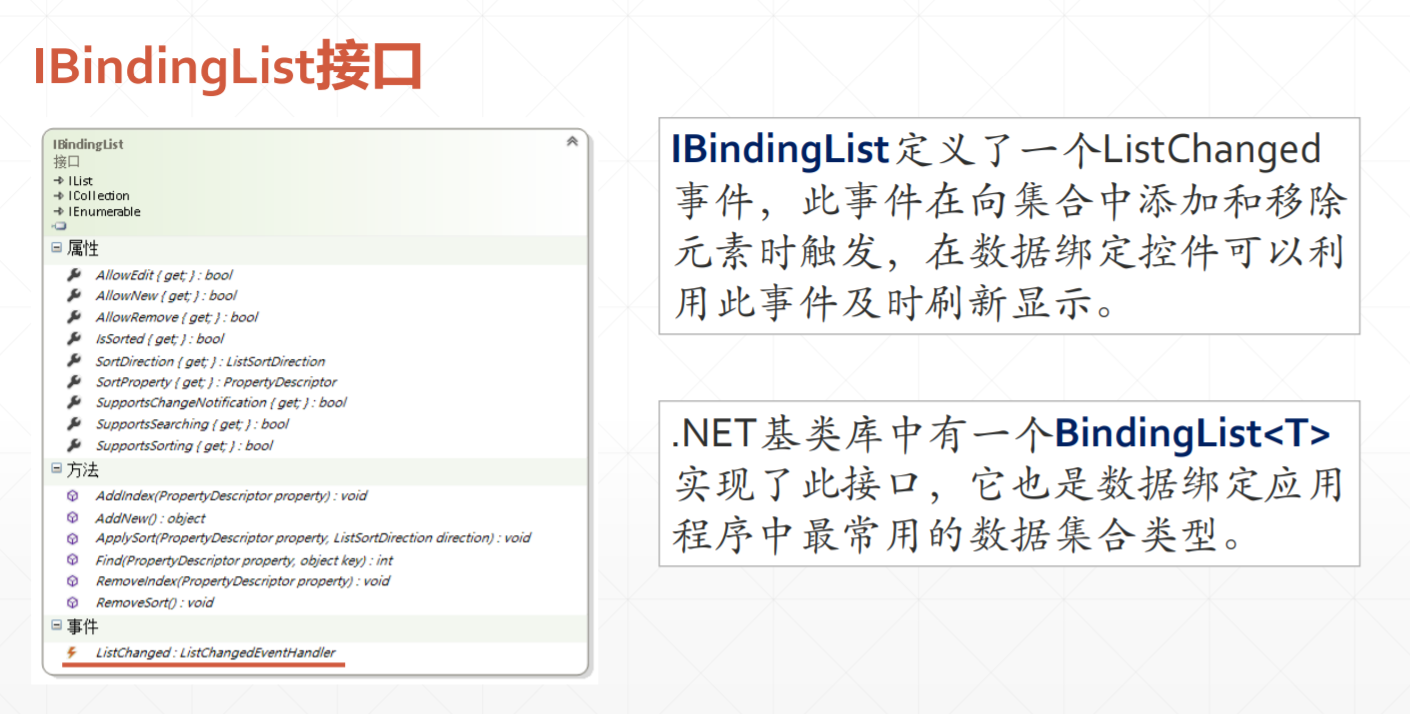 IBindingList接口
IBindingList
接口
IList
ICollection
IEnumerable
属性
AllowEdit { get; } : bool
AllowNew { get; } : bool
AllowRemove { get; } : bool
IsSorted { get; } : bool
SortDirection { get; } : ListSortDirection
SortProperty { get; } : PropertyDescriptor
SupportsChangeNotification { get; } : bool
SupportsSearching { get; } : bool
SupportsSorting { get; } : bool
方法
AddIndex(PropertyDescriptor property) : void
AddNew() : object
ApplySort(PropertyDescriptor property, ListSortDirection direction) : void
Find(PropertyDescriptor property, object key) : int
RemoveIndex(PropertyDescriptor property) : void
RemoveSort() : void
事件
ListChanged : ListChangedEventHandler
IBindingList定义了一个ListChanged
事件，此事件在向集合中添加和移除
元素时触发，在数据绑定控件可以利
用此事件及时刷新显示。
.NET基类库中有一个BindingList<T>
实现了此接口，它也是数据绑定应用
程序中最常用的数据集合类型。